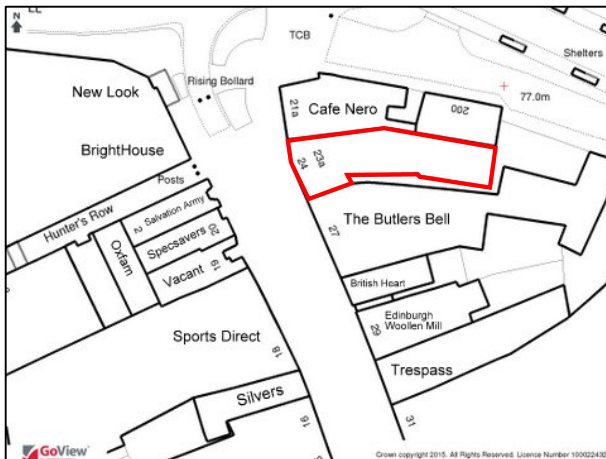 N
TCB
Shelters
Rising Bollard
77.0m
New Look
21a
Cafe Nero
200
BrightHouse
24
23a
Posts
Hunter's Row
2
Salvation Army
Oxfam
Specsavers
20
The Butlers Bell
27
Vacant
19
British Heart
Edinburgh
Woollen Mill
29
Sports Direct
18
Trespass
Silvers
16
31
GoView
Crown copyright 2015. All Rights Reserved. Licence Number 100022432